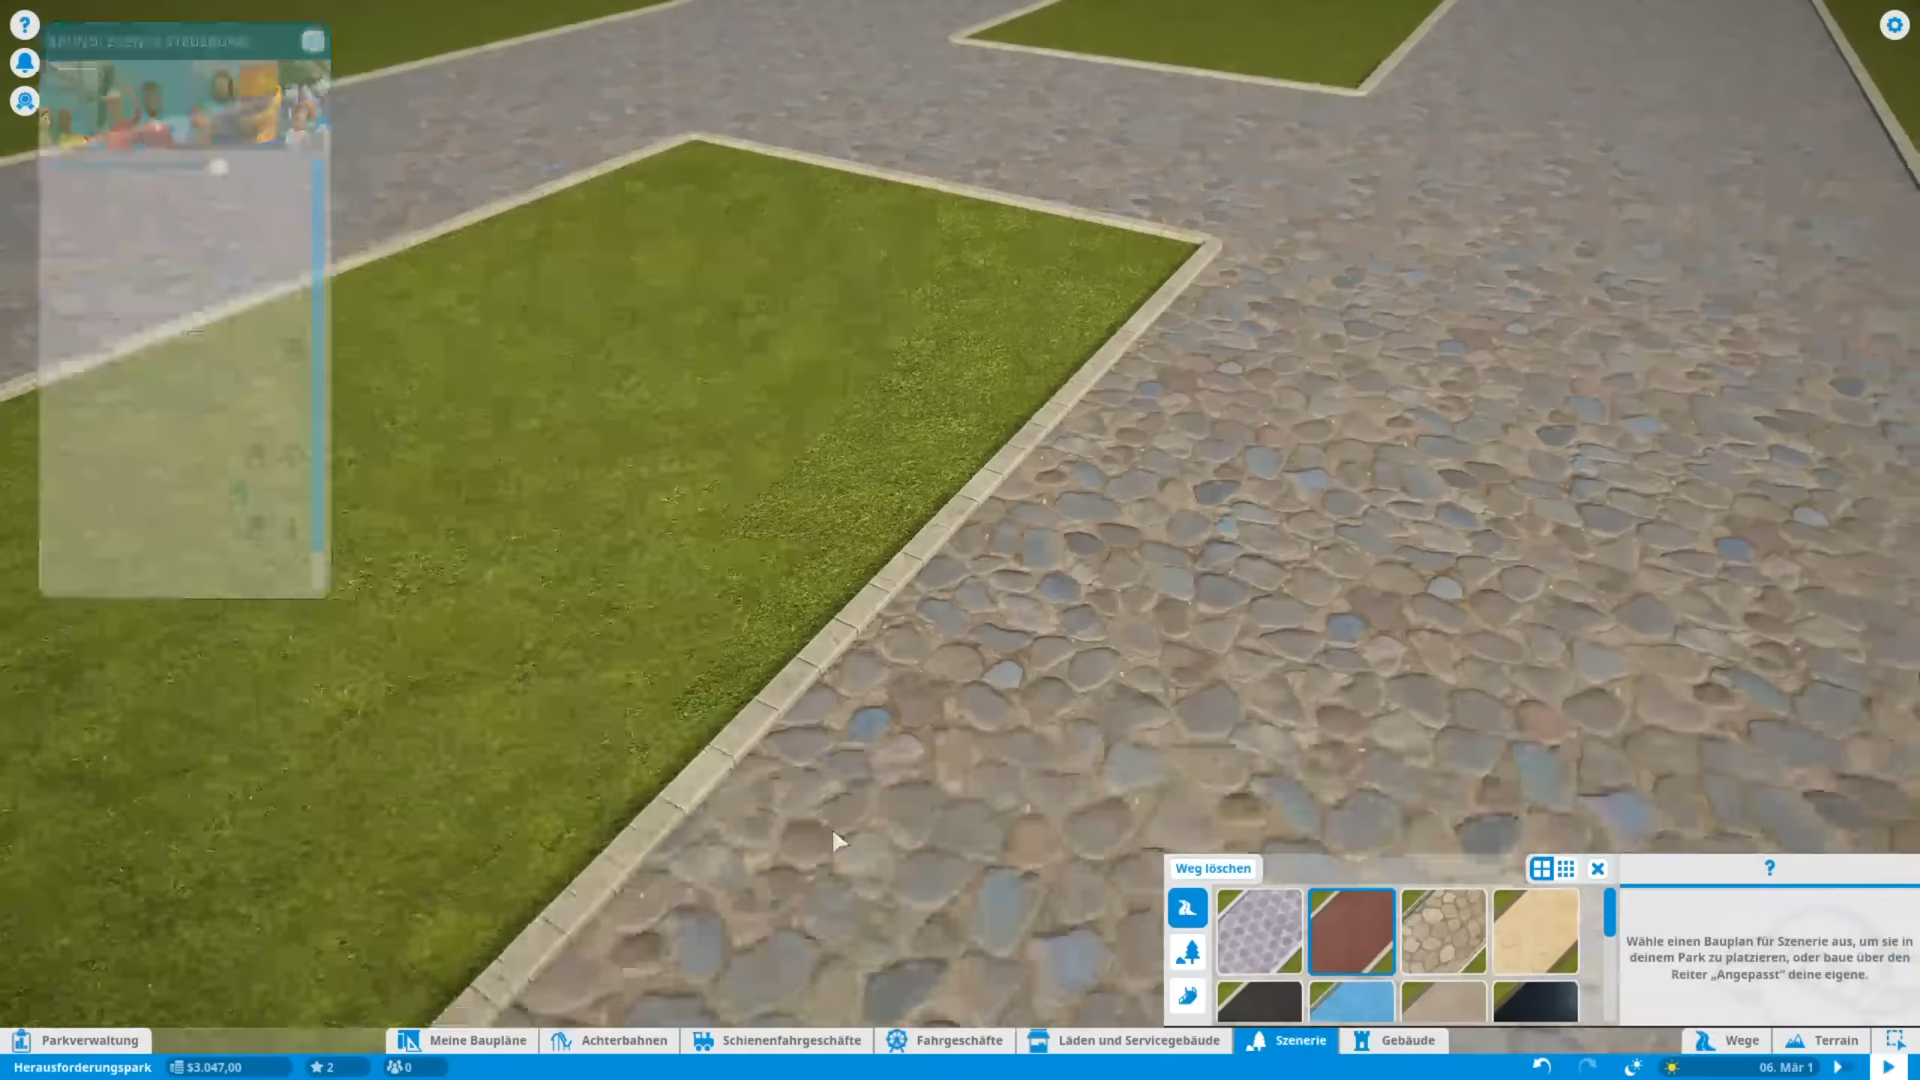 Weg löschen
Wähle einen Bauplan für Szenerie aus, um sie in
deinem Park zu platzieren, oder baue über den
Reiter „Angepasst" deine eigene.
Parkverwaltung
Meine Baupläne
Achterbahnen
Schienenfahrgeschäfte
Fahrgeschäfte
Läden und Servicegebäude
Szenerie
Gebäude
Wege
Terrain
Herausforderungspark
$3.047,00
2
0
06. Mär 1